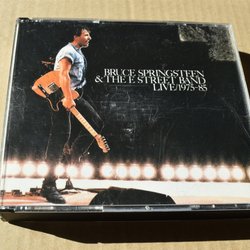 BRUCE SPRINGSTEEN
& THE E STREET BAND
LIVE/1975-85